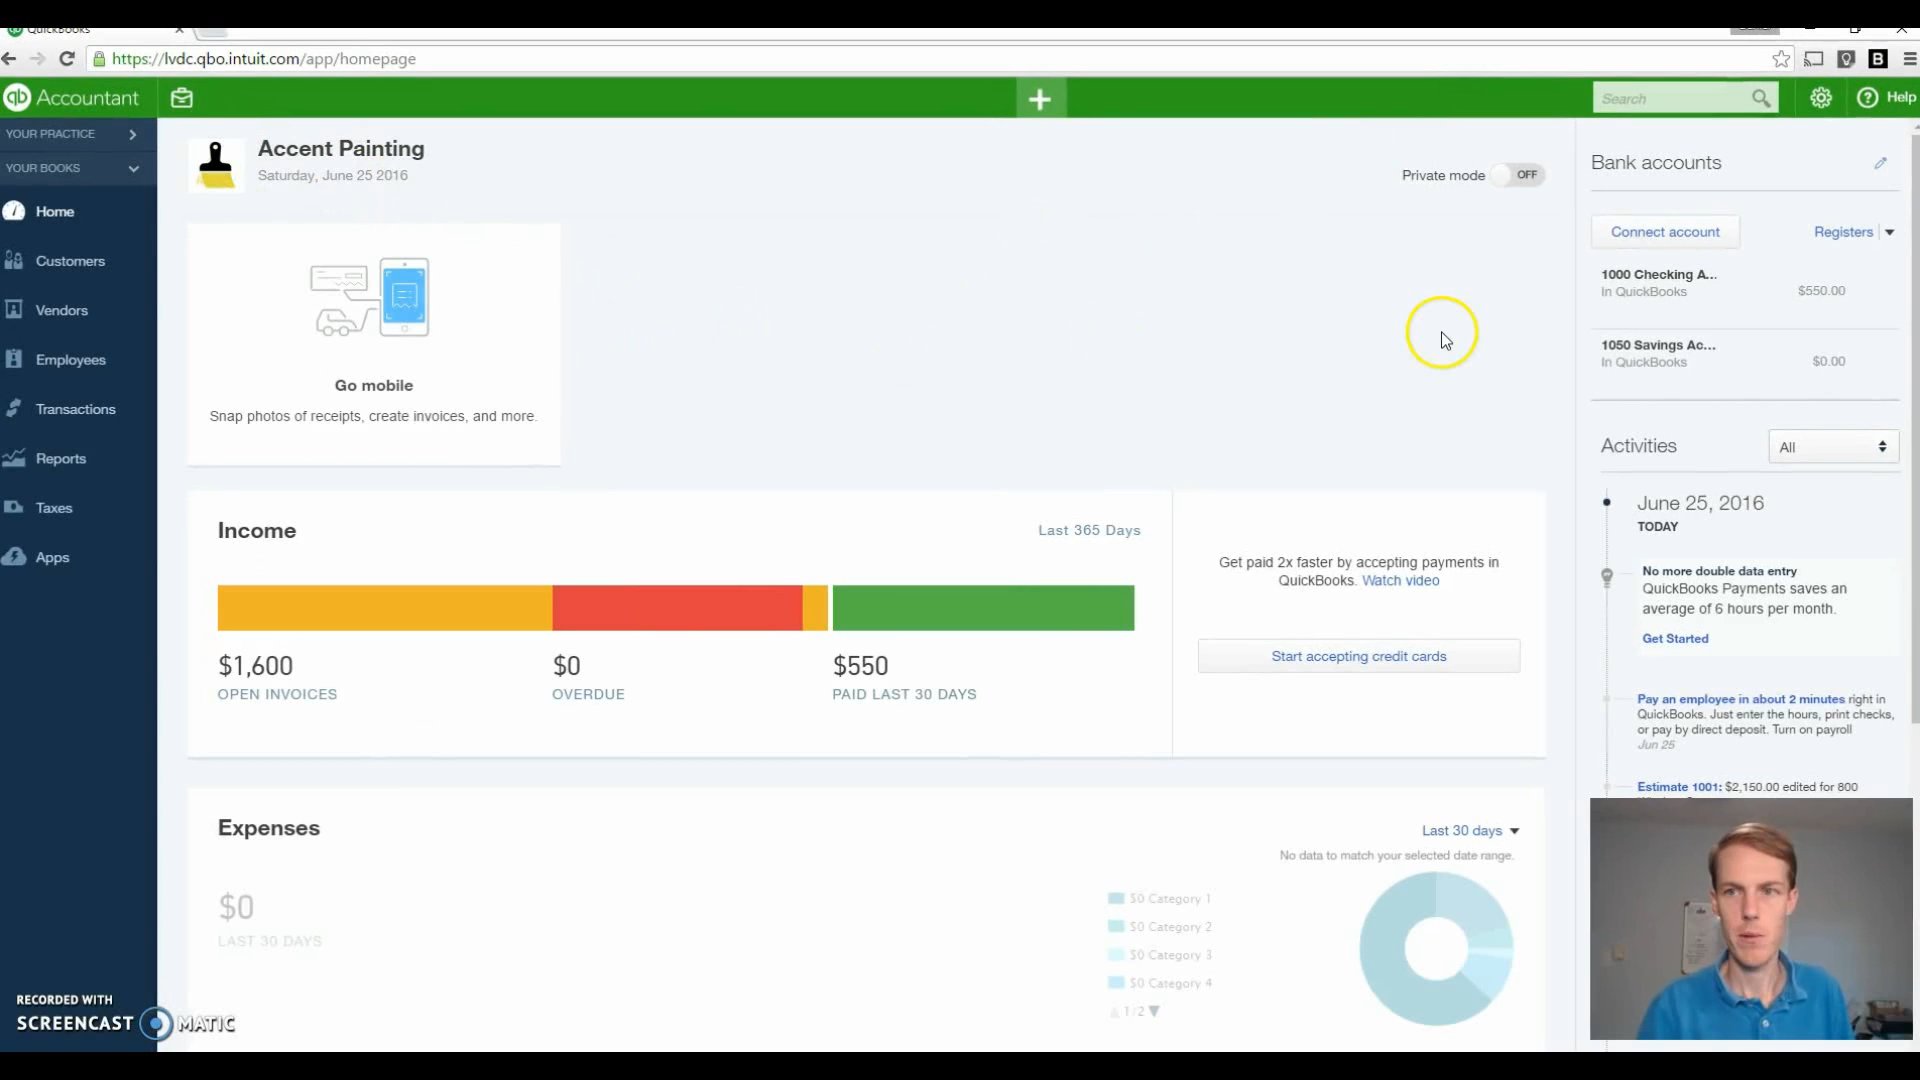 QuickBooks
https://lvdc.qbo.intuit.com/app/homepage
B
qb Accountant
Search
Help
YOUR PRACTICE
YOUR BOOKS
Home
Customers
Vendors
Employees
Transactions
Reports
Taxes
Apps
Accent Painting
Saturday, June 25 2016
Private mode OFF
Go mobile
Snap photos of receipts, create invoices, and more.
Income
Last 365 Days
$1,600
OPEN INVOICES
$0
OVERDUE
$550
PAID LAST 30 DAYS
Get paid 2x faster by accepting payments in
QuickBooks. Watch video
Start accepting credit cards
Expenses
Last 30 days
No data to match your selected date range.
$0
LAST 30 DAYS
$0 Category 1
$0 Category 2
$0 Category 3
$0 Category 4
1/2
Bank accounts
Connect account
Registers
1000 Checking A...
In QuickBooks
$550.00
1050 Savings Ac...
In QuickBooks
$0.00
Activities
All
June 25, 2016
TODAY
No more double data entry
QuickBooks Payments saves an
average of 6 hours per month.
Get Started
Pay an employee in about 2 minutes right in
QuickBooks. Just enter the hours, print checks,
or pay by direct deposit. Turn on payroll
Jun 25
Estimate 1001: $2,150.00 edited for 800
RECORDED WITH
SCREENCAST MATIC